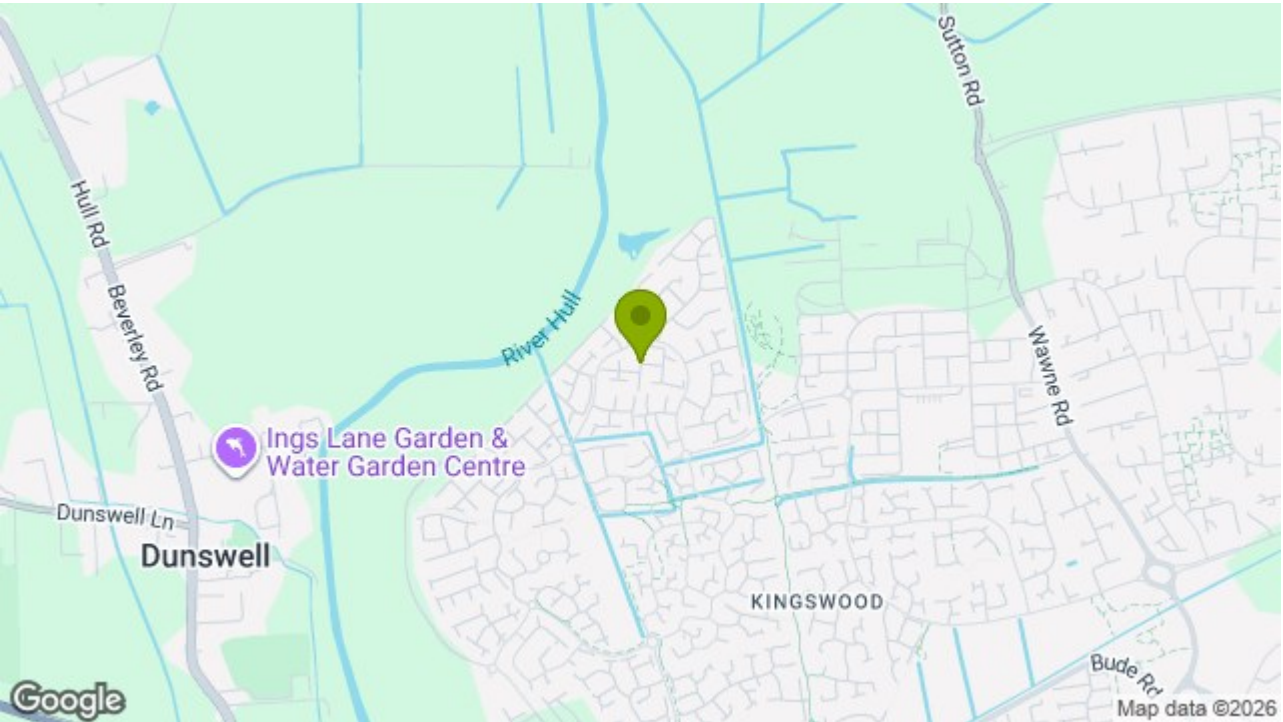 Sutton Rd
Hull Rd
Beverley Rd
River Hull
Wawne Rd
Ings Lane Garden &
Water Garden Centre
Dunswell Ln
Dunswell
KINGSWOOD
Bude Rd
Google
Map data ©2026